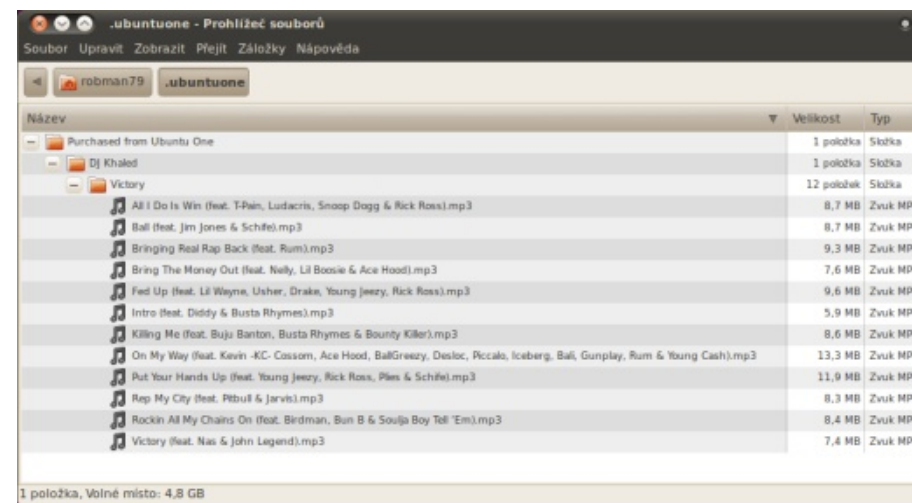 .ubuntuone - Prohlížeč souborů
Soubor Upravit Zobrazit Přejít Záložky Nápověda
robman79 .ubuntuone
Název Velikost Typ
Purchased from Ubuntu One 1 položka Složka
DJ Khaled 1 položka Složka
Victory 12 položek Složka
All I Do Is Win (feat. T-Pain, Ludacris, Snoop Dogg & Rick Ross).mp3 8,7 MB Zvuk MP
Ball (feat. Jim Jones & Schife).mp3 8,7 MB Zvuk MP
Bringing Real Rap Back (feat. Rum).mp3 9,3 MB Zvuk MP
Bring The Money Out (feat. Nelly, Lil Boosie & Ace Hood).mp3 7,6 MB Zvuk MP
Fed Up (feat. Lil Wayne, Usher, Drake, Young Jeezy, Rick Ross).mp3 9,6 MB Zvuk MP
Intro (feat. Diddy & Busta Rhymes).mp3 5,9 MB Zvuk MP
Killing Me (feat. Buju Banton, Busta Rhymes & Bounty Killer).mp3 8,6 MB Zvuk MP
On My Way (feat. Kevin -KC- Cossom, Ace Hood, BallGreezy, Desloc, Piccalo, Iceberg, Bali, Gunplay, Rum & Young Cash).mp3 13,3 MB Zvuk MP
Put Your Hands Up (feat. Young Jeezy, Rick Ross, Plies & Schife).mp3 11,9 MB Zvuk MP
Rep My City (feat. Pitbull & Jarvis).mp3 8,3 MB Zvuk MP
Rockin All My Chains On (feat. Birdman, Bun B & Soulja Boy Tell 'Em).mp3 8,4 MB Zvuk MP
Victory (feat. Nas & John Legend).mp3 7,4 MB Zvuk MP
1 položka, Volné místo: 4,8 GB